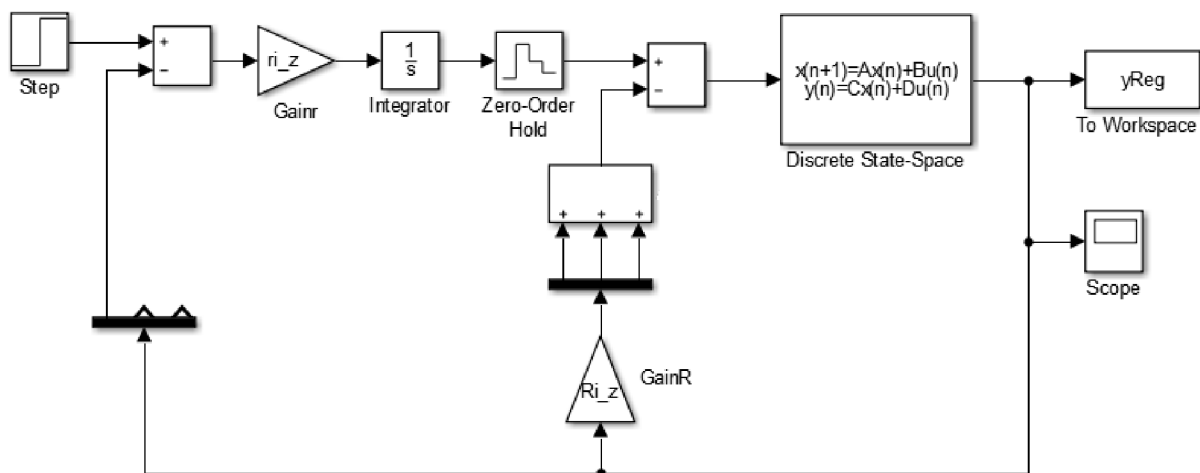 +
−
Step
ri_z
Gainr
1
s
Integrator
Zero-Order
Hold
+
−
x(n+1)=Ax(n)+Bu(n)
y(n)=Cx(n)+Du(n)
Discrete State-Space
yReg
To Workspace
+ + +
Scope
Ri_z
GainR